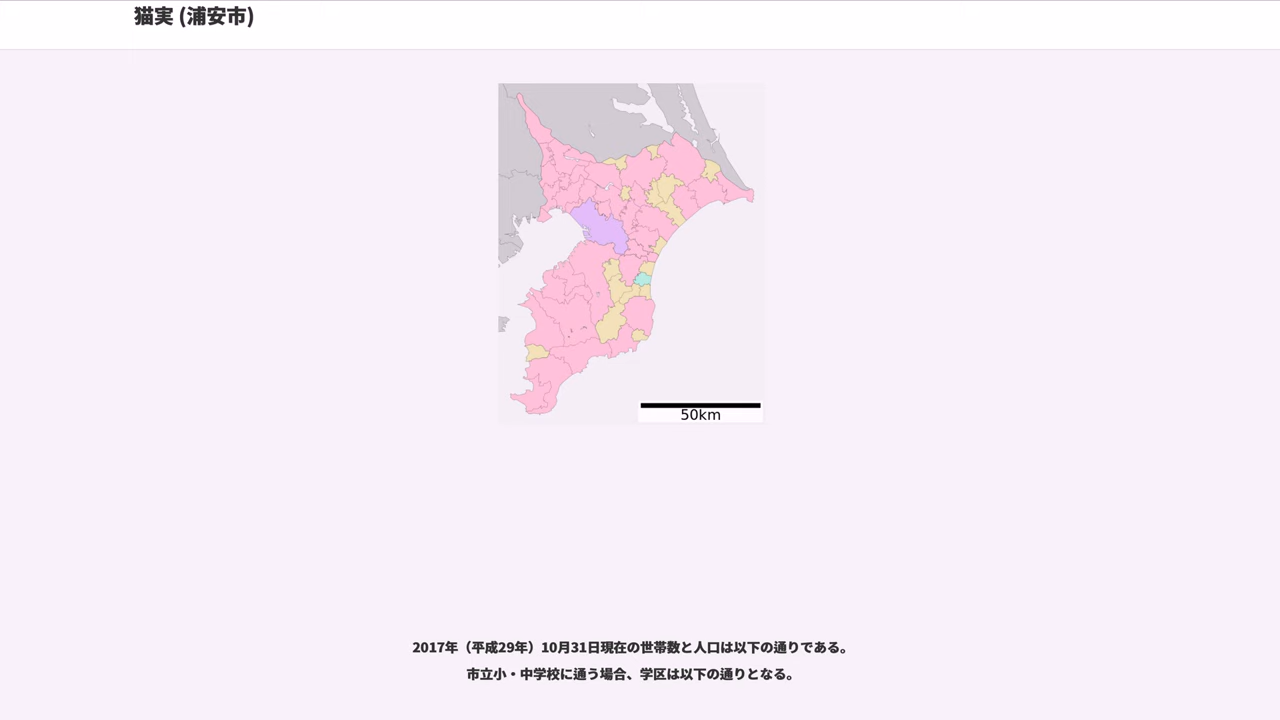 猫実 (浦安市)
50km
2017年（平成29年）10月31日現在の世帯数と人口は以下の通りである。
市立小・中学校に通う場合、学区は以下の通りとなる。